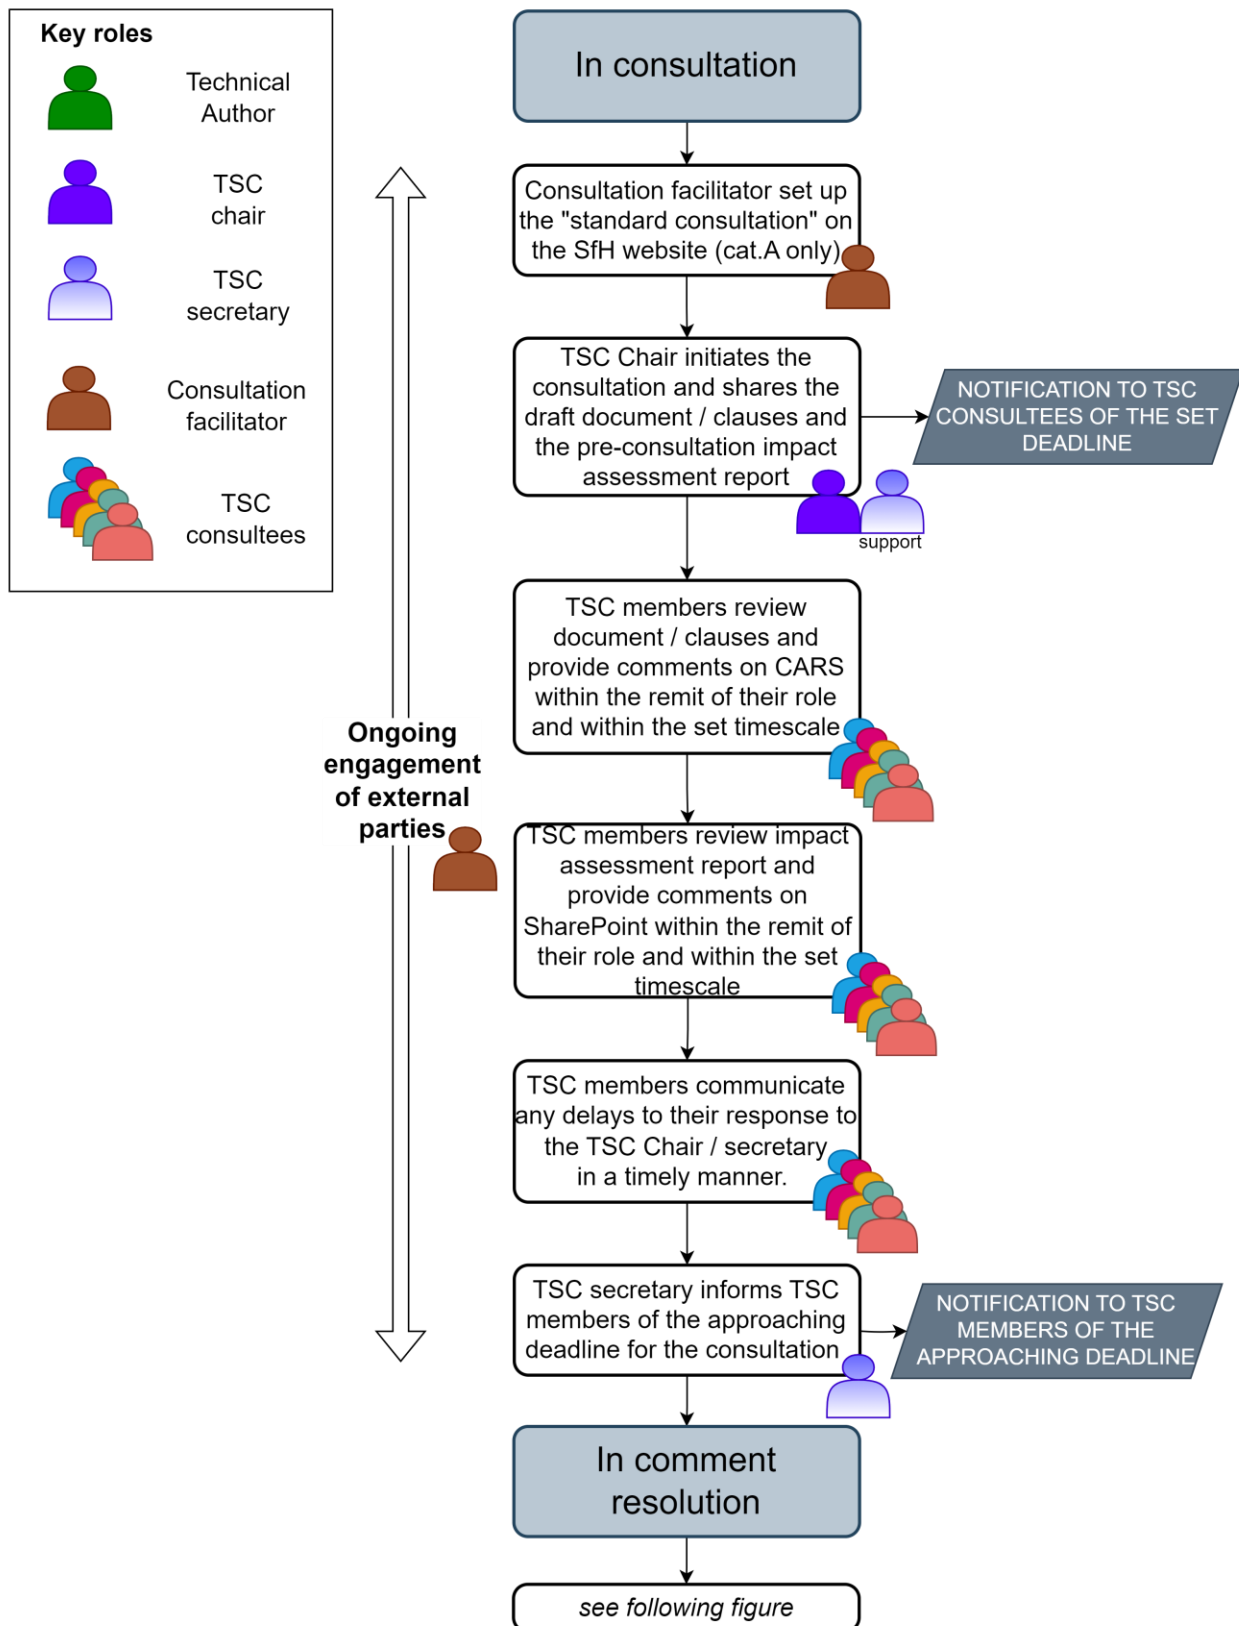 Key roles
Technical
Author
TSC
chair
TSC
secretary
Consultation
facilitator
TSC
consultees
In consultation
Consultation facilitator set up
the "standard consultation" on
the SfH website (cat.A only)
TSC Chair initiates the
consultation and shares the
draft document / clauses and
the pre-consultation impact
assessment report
support
NOTIFICATION TO TSC
CONSULTEES OF THE SET
DEADLINE
TSC members review
document / clauses and
provide comments on CARS
within the remit of their role
and within the set timescale
Ongoing
engagement
of external
parties
TSC members review impact
assessment report and
provide comments on
SharePoint within the remit of
their role and within the set
timescale
TSC members communicate
any delays to their response to
the TSC Chair / secretary
in a timely manner.
TSC secretary informs TSC
members of the approaching
deadline for the consultation
NOTIFICATION TO TSC
MEMBERS OF THE
APPROACHING DEADLINE
In comment
resolution
see following figure